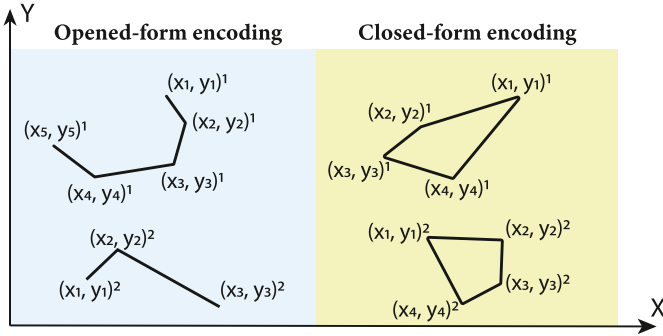 Y
Opened-form encoding
(x₁, y₁)¹
(x₂, y₂)¹
(x₅, y₅)¹
(x₃, y₃)¹
(x₄, y₄)¹
(x₂, y₂)²
(x₁, y₁)²
(x₃, y₃)²
Closed-form encoding
(x₁, y₁)¹
(x₂, y₂)¹
(x₃, y₃)¹
(x₄, y₄)¹
(x₁, y₁)²
(x₂, y₂)²
(x₃, y₃)²
(x₄, y₄)²
X